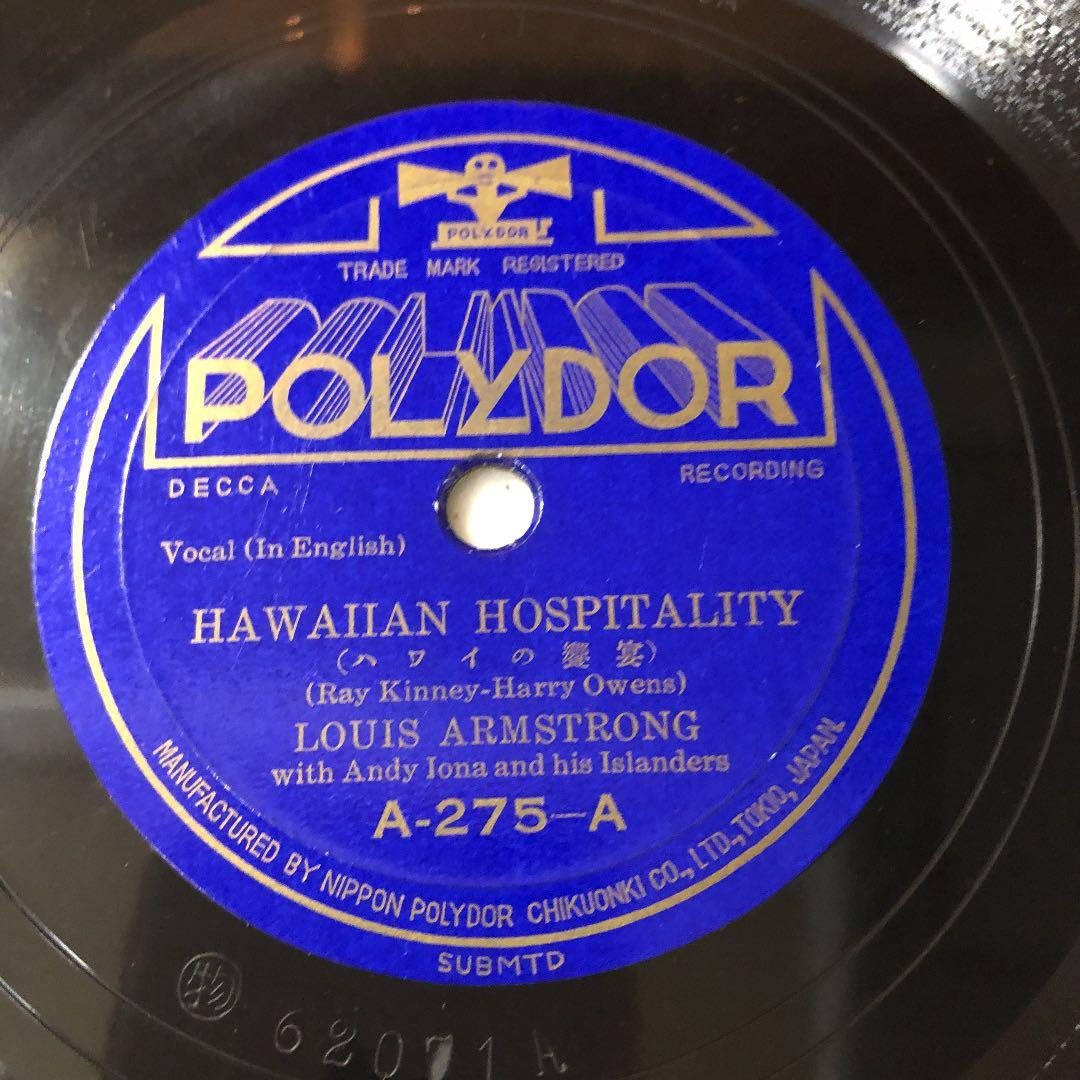 POLYDOR
TRADE MARK REGISTERED
POLYDOR
DECCA RECORDING
Vocal (In English)
HAWAIIAN HOSPITALITY
(ハワイの饗宴)
(Ray Kinney-Harry Owens)
LOUIS ARMSTRONG
with Andy Iona and his Islanders
A-275—A
MANUFACTURED BY NIPPON POLYDOR CHIKUONKI CO., LTD., TOKIO, JAPAN.
SUBMTD
物 62071 A